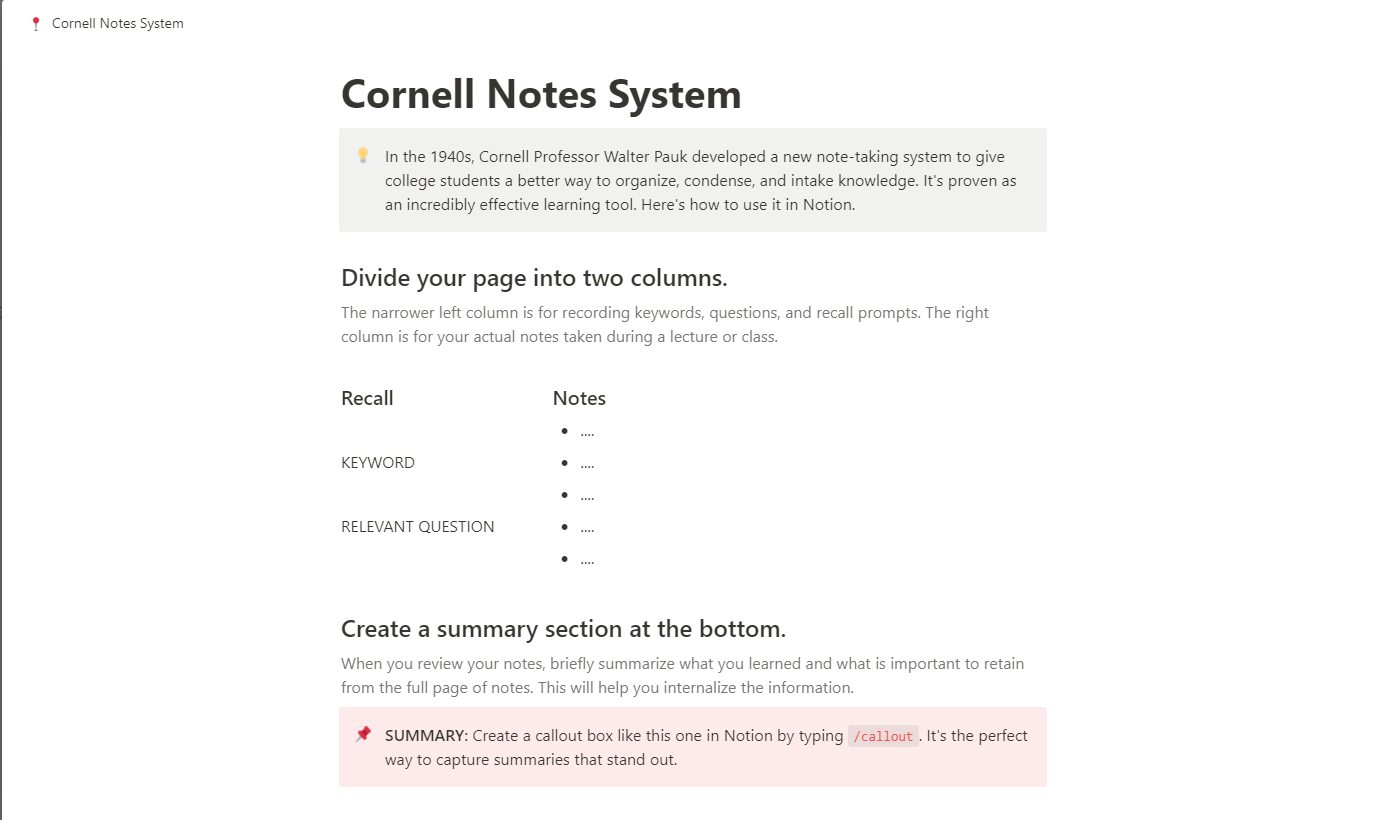 Cornell Notes System
Cornell Notes System
In the 1940s, Cornell Professor Walter Pauk developed a new note-taking system to give
college students a better way to organize, condense, and intake knowledge. It's proven as
an incredibly effective learning tool. Here's how to use it in Notion.
Divide your page into two columns.
The narrower left column is for recording keywords, questions, and recall prompts. The right
column is for your actual notes taken during a lecture or class.
Recall
KEYWORD
RELEVANT QUESTION
Notes
• ....
• ....
• ....
• ....
• ....
Create a summary section at the bottom.
When you review your notes, briefly summarize what you learned and what is important to retain
from the full page of notes. This will help you internalize the information.
SUMMARY: Create a callout box like this one in Notion by typing /callout. It's the perfect
way to capture summaries that stand out.